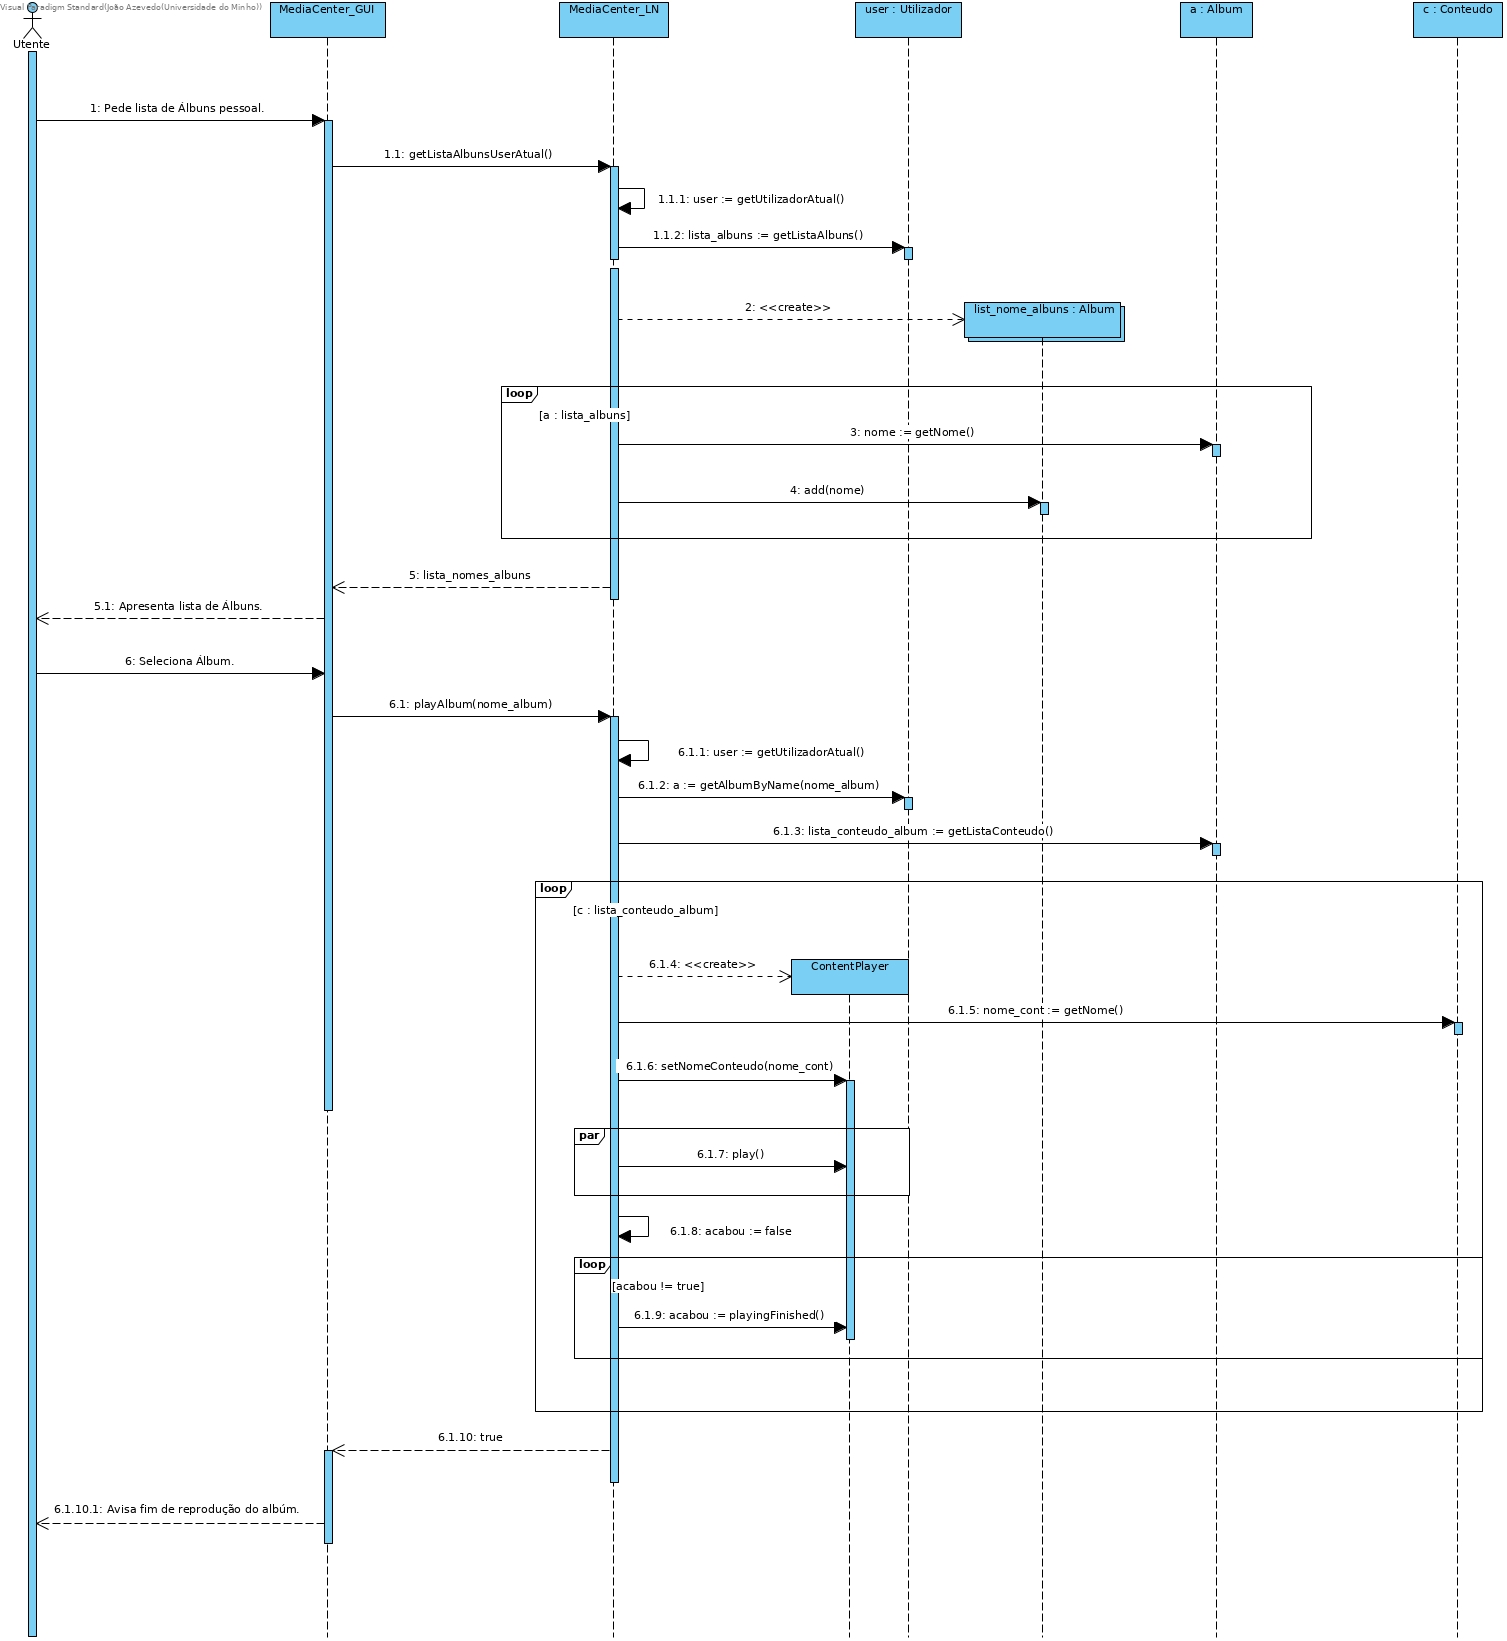 Visual Paradigm Standard(João Azevedo(Universidade do Minho))
Utente
MediaCenter_GUI
MediaCenter_LN
user : Utilizador
a : Album
c : Conteudo
1: Pede lista de Álbuns pessoal.
1.1: getListaAlbunsUserAtual()
1.1.1: user := getUtilizadorAtual()
1.1.2: lista_albuns := getListaAlbuns()
2: <<create>>
list_nome_albuns : Album
loop
[a : lista_albuns]
3: nome := getNome()
4: add(nome)
5: lista_nomes_albuns
5.1: Apresenta lista de Álbuns.
6: Seleciona Álbum.
6.1: playAlbum(nome_album)
6.1.1: user := getUtilizadorAtual()
6.1.2: a := getAlbumByName(nome_album)
6.1.3: lista_conteudo_album := getListaConteudo()
loop
[c : lista_conteudo_album]
6.1.4: <<create>>
ContentPlayer
6.1.5: nome_cont := getNome()
6.1.6: setNomeConteudo(nome_cont)
par
6.1.7: play()
6.1.8: acabou := false
loop
[acabou != true]
6.1.9: acabou := playingFinished()
6.1.10: true
6.1.10.1: Avisa fim de reprodução do albúm.